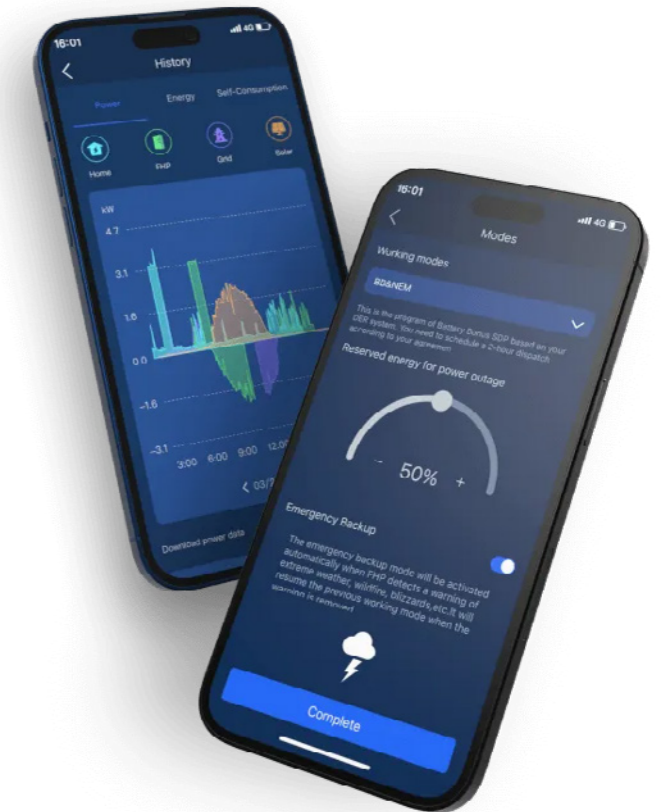 16:01
4G
History
Power
Energy
Self-Consumption
Home
FHP
Grid
Solar
kW
4.7
3.1
1.6
0.0
-1.6
-3.1
3:00 6:00 9:00 12:00
03/2
Download power data
16:01
4G
Modes
Working modes
BD&NEM
This is the program of Battery Bonus SDP based on your
DER system. You need to schedule a 2-hour dispatch
according to your agreement
Reserved energy for power outage
- 50% +
Emergency Backup
The emergency backup mode will be activated
automatically when FHP detects a warning of
extreme weather, wildfire, blizzards,etc.It will
resume the previous working mode when the
warning is removed
Complete